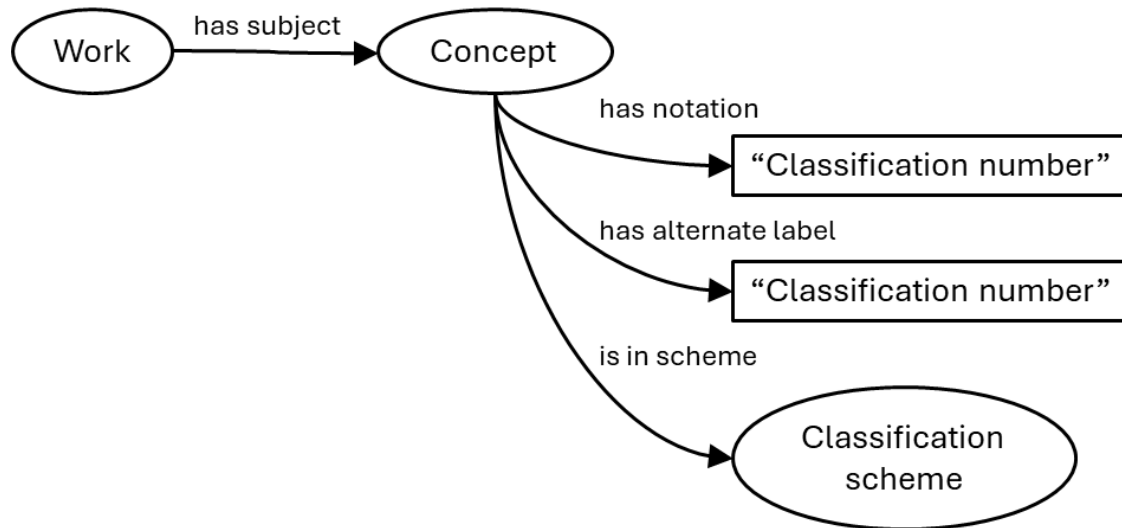 has subject
Work
Concept
has notation
“Classification number”
has alternate label
“Classification number”
is in scheme
Classification
scheme